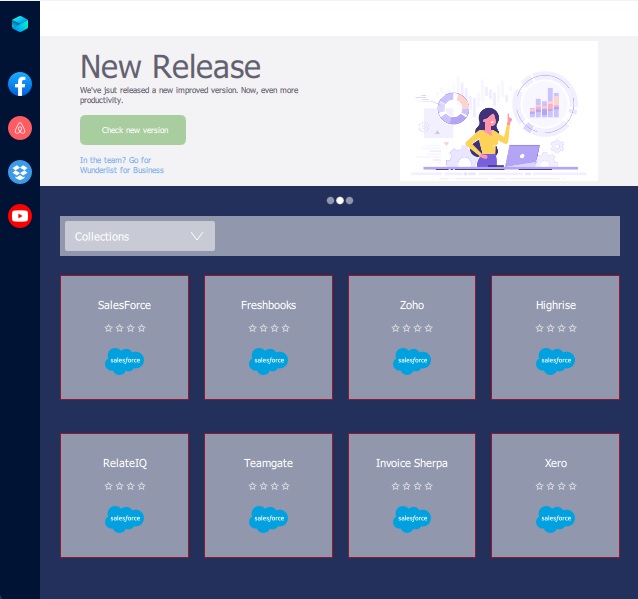 New Release
We've jsut released a new improved version. Now, even more
productivity.
Check new version
In the team? Go for
Wunderlist for Business
Collections
SalesForce
Freshbooks
Zoho
Highrise
salesforce
salesforce
salesforce
salesforce
RelateIQ
Teamgate
Invoice Sherpa
Xero
salesforce
salesforce
salesforce
salesforce